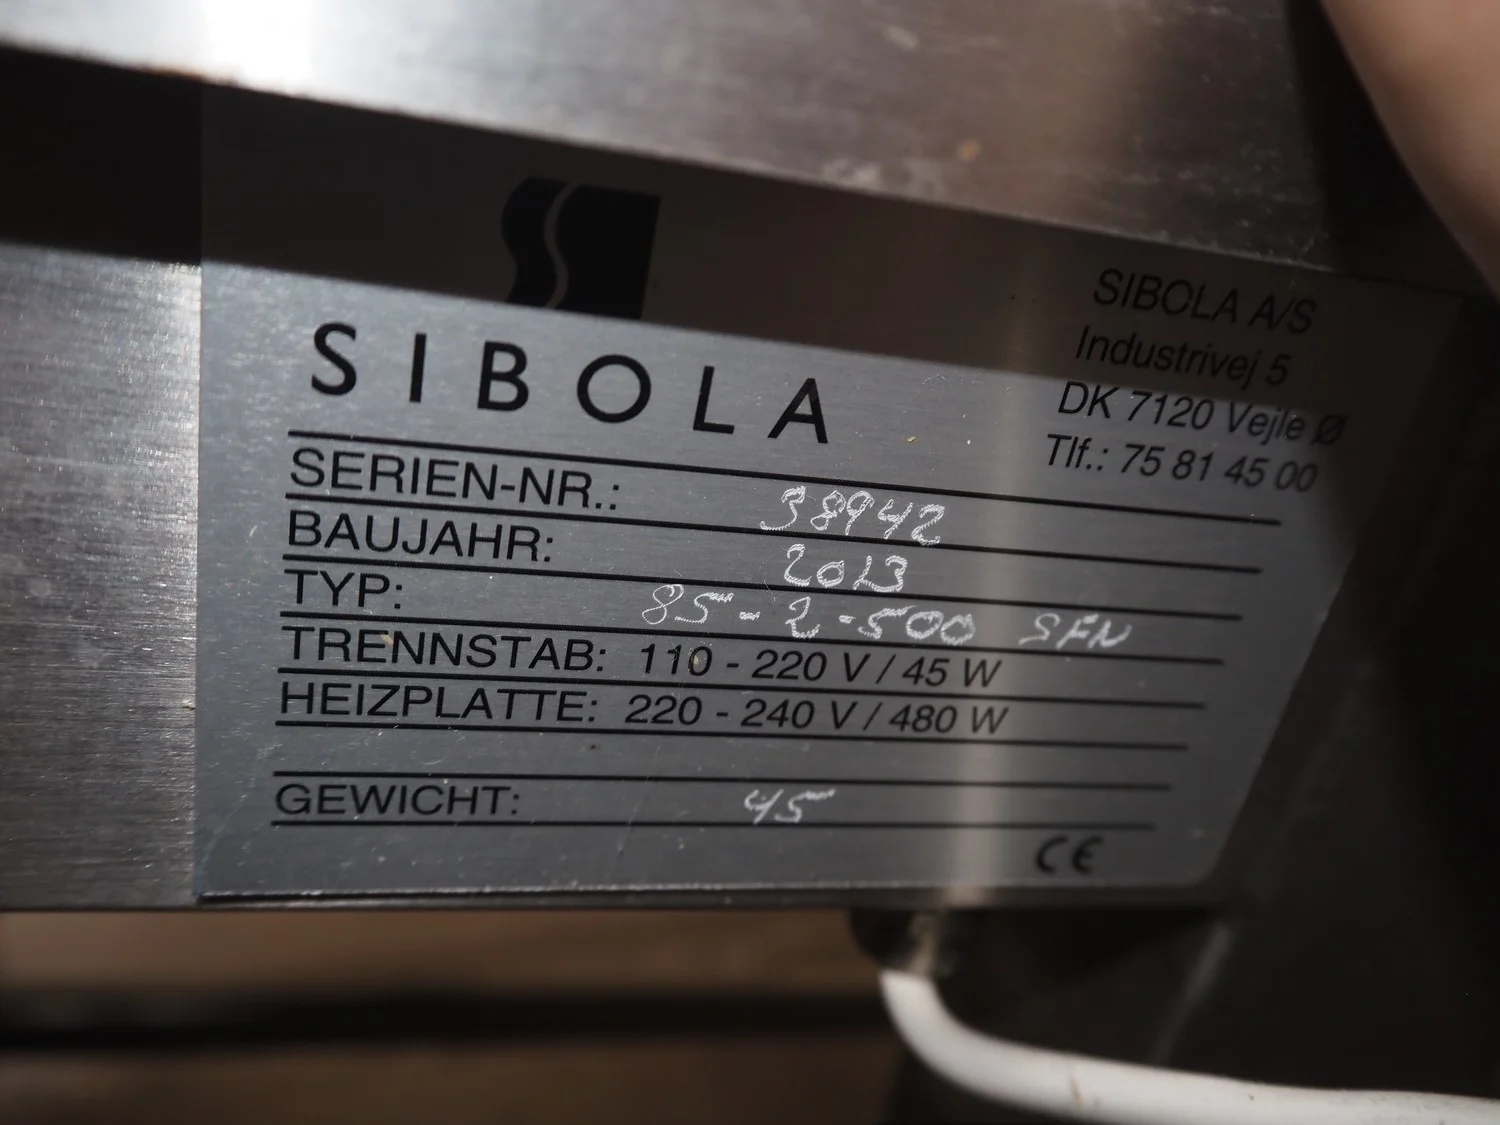 SIBOLA
SIBOLA A/S
Industrivej 5
DK 7120 Vejle Ø
Tlf.: 75 81 45 00
SERIEN-NR.: 38942
BAUJAHR: 2013
TYP: 85-2-500 SFN
TRENNSTAB: 110 - 220 V / 45 W
HEIZPLATTE: 220 - 240 V / 480 W
GEWICHT: 45
CE